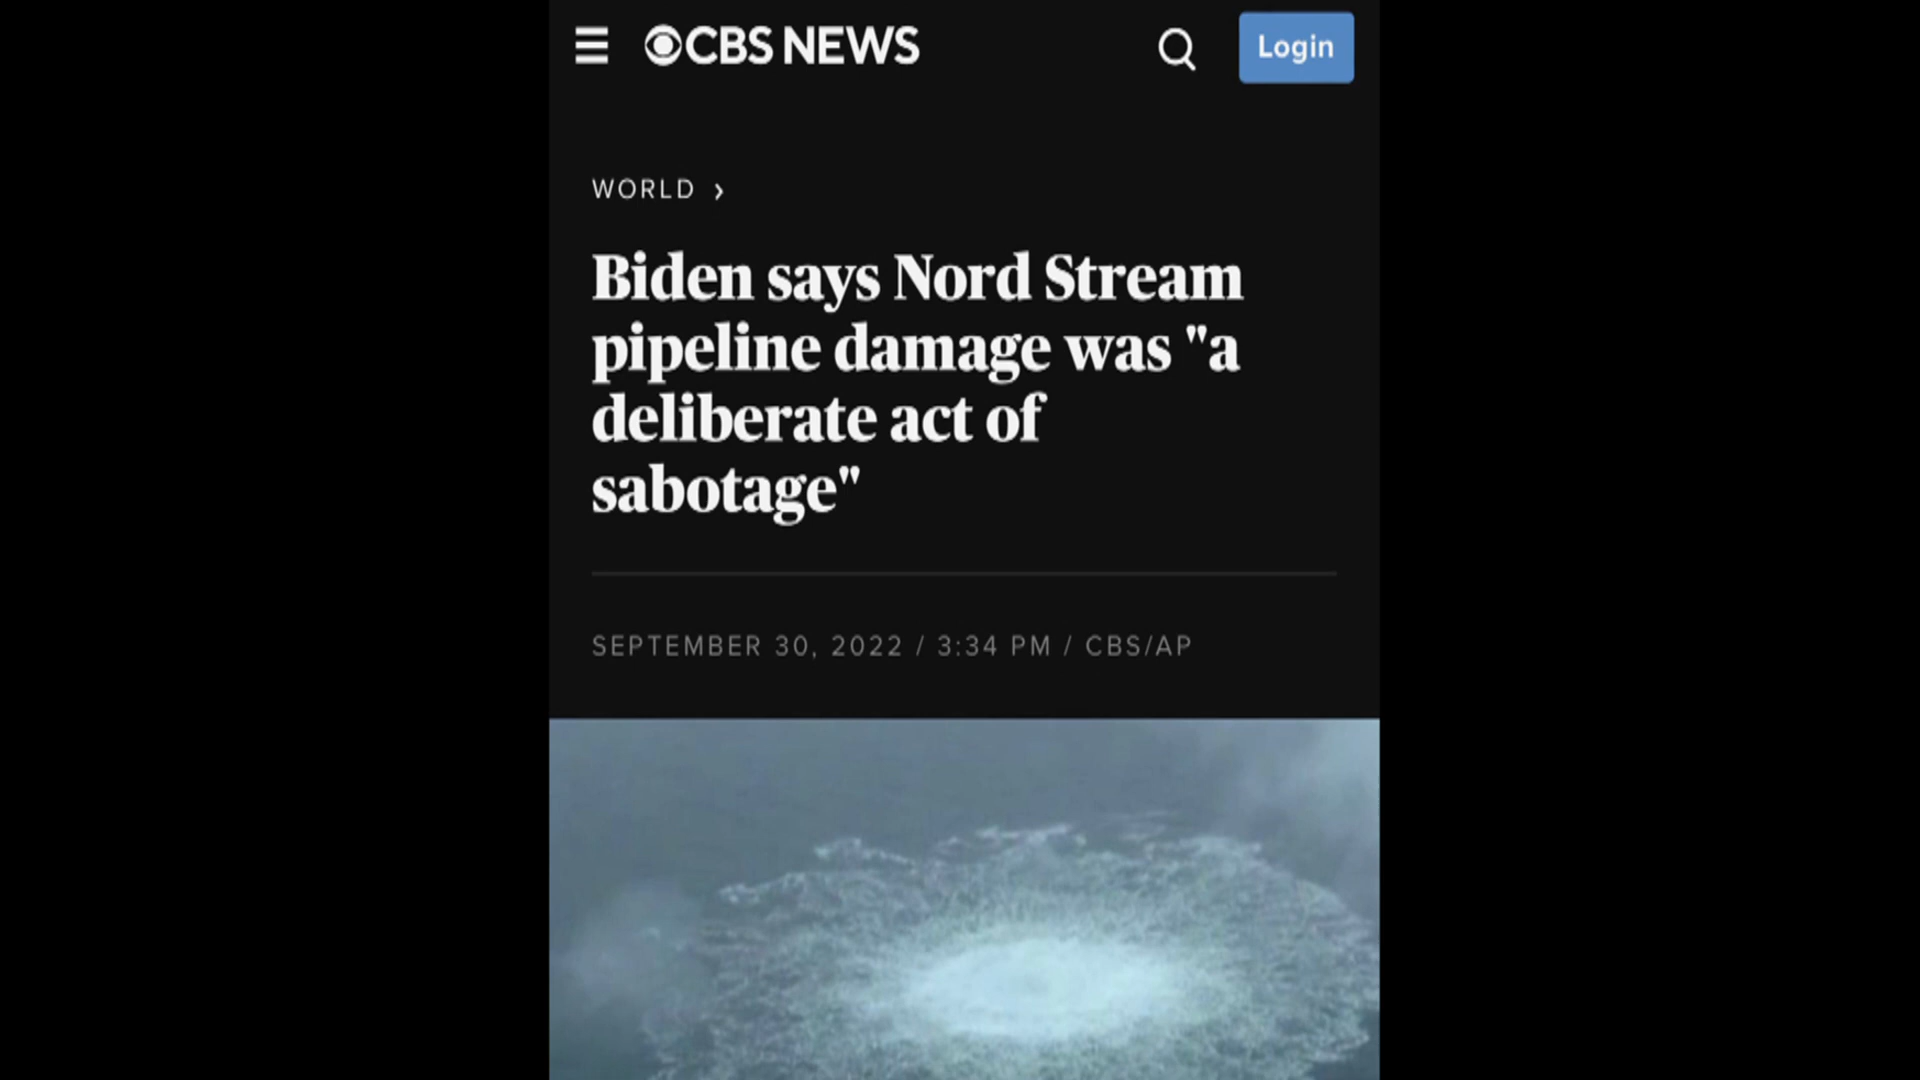 CBS NEWS
Login
WORLD ›
Biden says Nord Stream
pipeline damage was "a
deliberate act of
sabotage"
SEPTEMBER 30, 2022 / 3:34 PM / CBS/AP